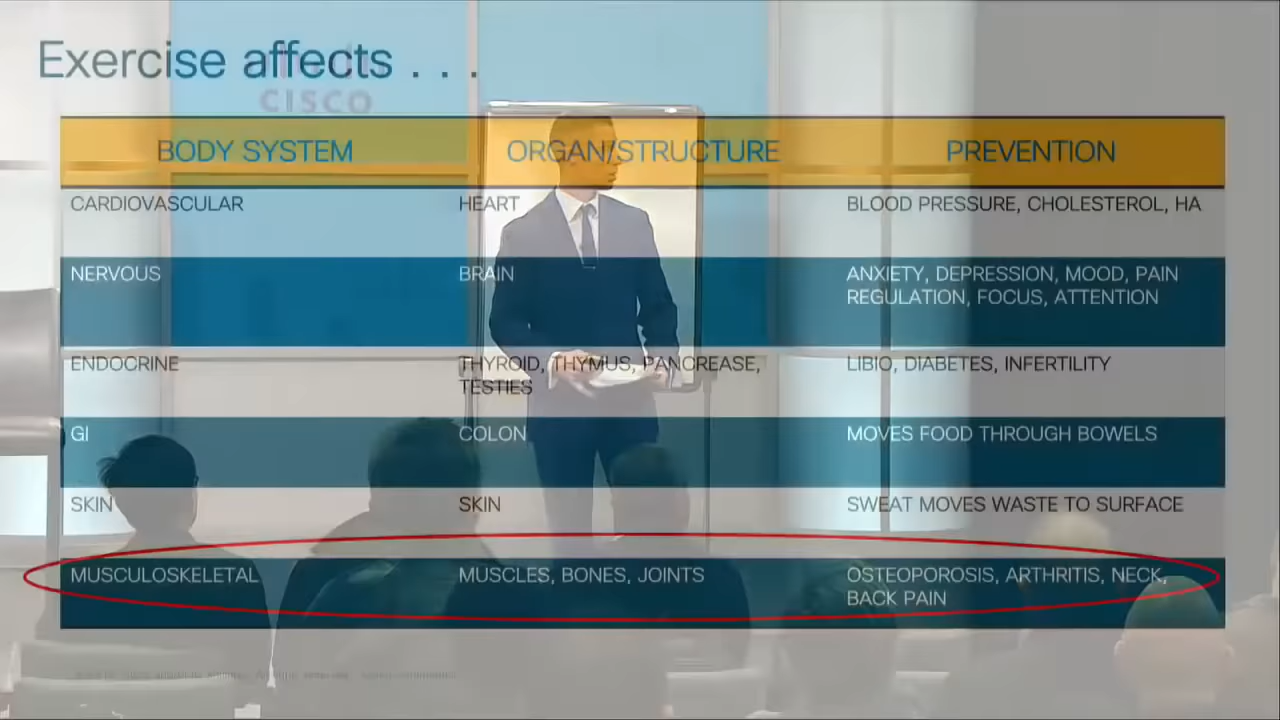 Exercise affects . . .
CISCO
BODY SYSTEM ORGAN/STRUCTURE PREVENTION
CARDIOVASCULAR HEART BLOOD PRESSURE, CHOLESTEROL, HA
NERVOUS BRAIN ANXIETY, DEPRESSION, MOOD, PAIN
REGULATION, FOCUS, ATTENTION
ENDOCRINE THYROID, THYMUS, PANCREASE, LIBIO, DIABETES, INFERTILITY
TESTIES
GI COLON MOVES FOOD THROUGH BOWELS
SKIN SKIN SWEAT MOVES WASTE TO SURFACE
MUSCULOSKELETAL MUSCLES, BONES, JOINTS OSTEOPOROSIS, ARTHRITIS, NECK,
BACK PAIN